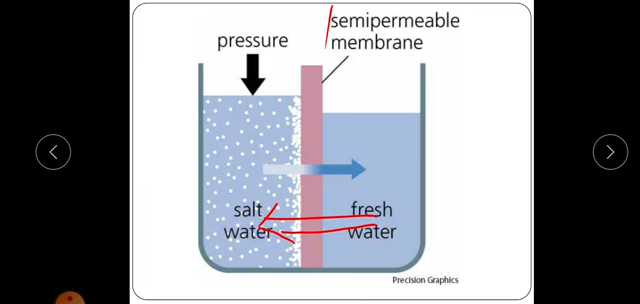 semipermeable
membrane
pressure
salt
water
fresh
water
Precision Graphics